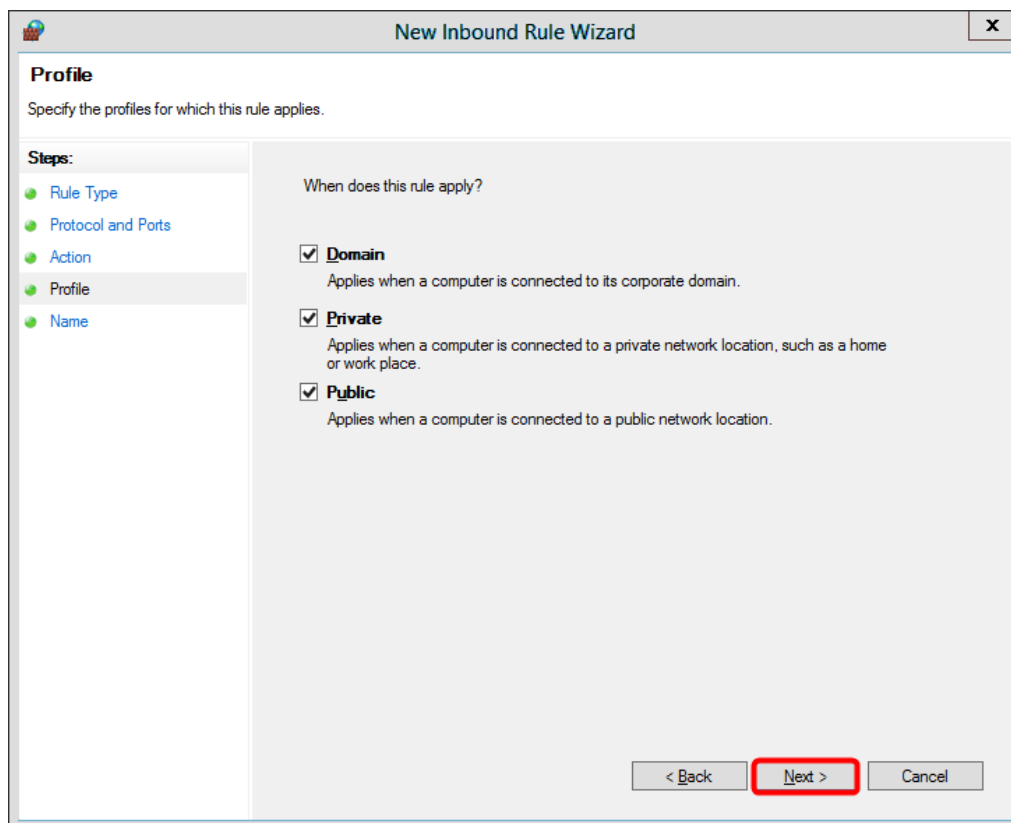 New Inbound Rule Wizard
x
Profile
Specify the profiles for which this rule applies.
Steps:
Rule Type
Protocol and Ports
Action
Profile
Name
When does this rule apply?
Domain
Applies when a computer is connected to its corporate domain.
Private
Applies when a computer is connected to a private network location, such as a home
or work place.
Public
Applies when a computer is connected to a public network location.
< Back
Next >
Cancel